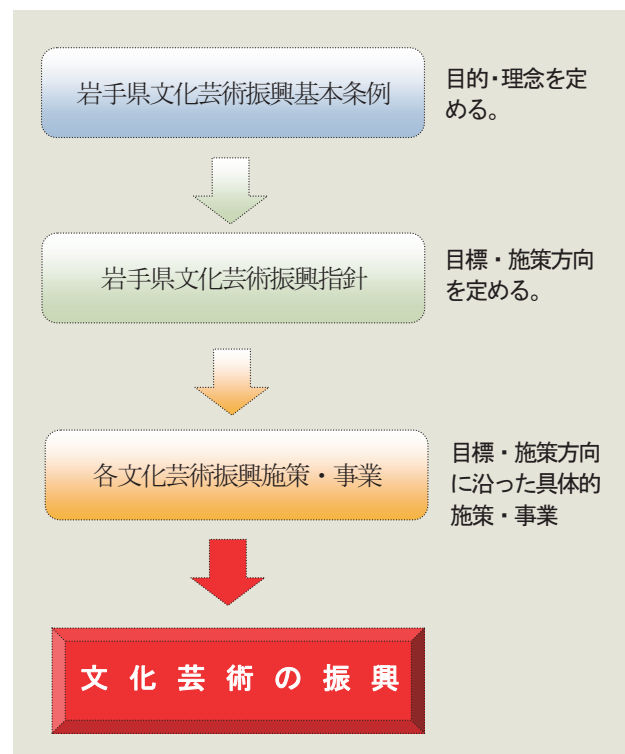 岩手県文化芸術振興基本条例
目的・理念を定
める。
岩手県文化芸術振興指針
目標・施策方向
を定める。
各文化芸術振興施策・事業
目標・施策方向
に沿った具体的
施策・事業
文化芸術の振興